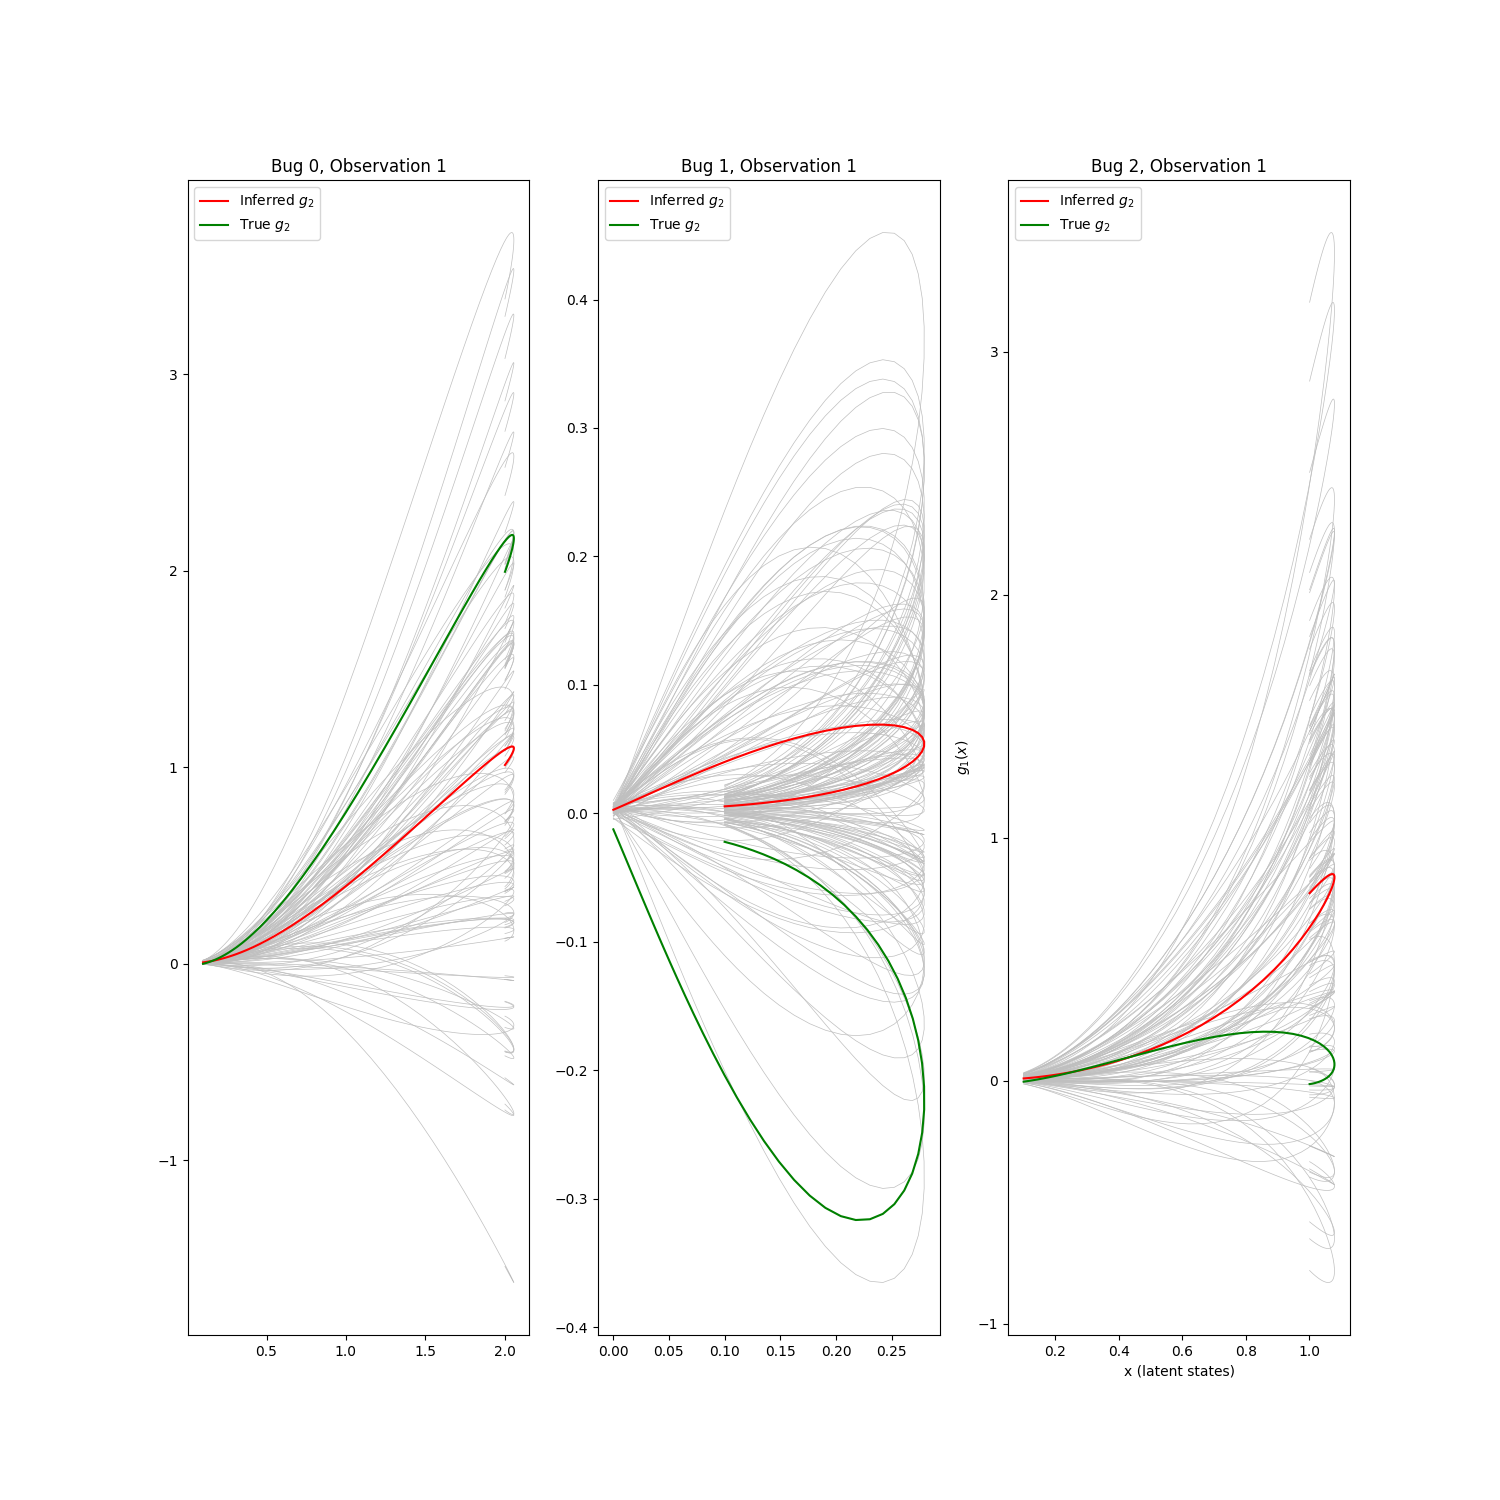 Bug 0, Observation 1
Inferred g₂
True g₂
3
2
1
0
−1
0.5 1.0 1.5 2.0
Bug 1, Observation 1
Inferred g₂
True g₂
0.4
0.3
0.2
0.1
0.0
−0.1
−0.2
−0.3
−0.4
0.00 0.05 0.10 0.15 0.20 0.25
Bug 2, Observation 1
Inferred g₂
True g₂
g₁(x)
3
2
1
0
−1
0.2 0.4 0.6 0.8 1.0
x (latent states)